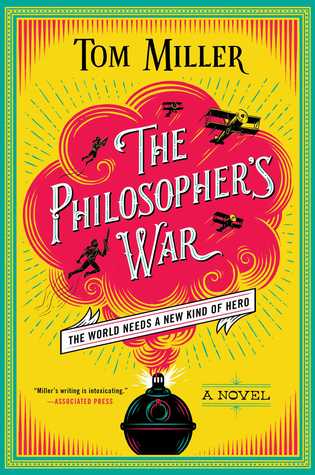 TOM MILLER
THE
PHILOSOPHER'S
WAR
THE WORLD NEEDS A NEW KIND OF HERO
"Miller's writing is intoxicating."
—ASSOCIATED PRESS
A NOVEL